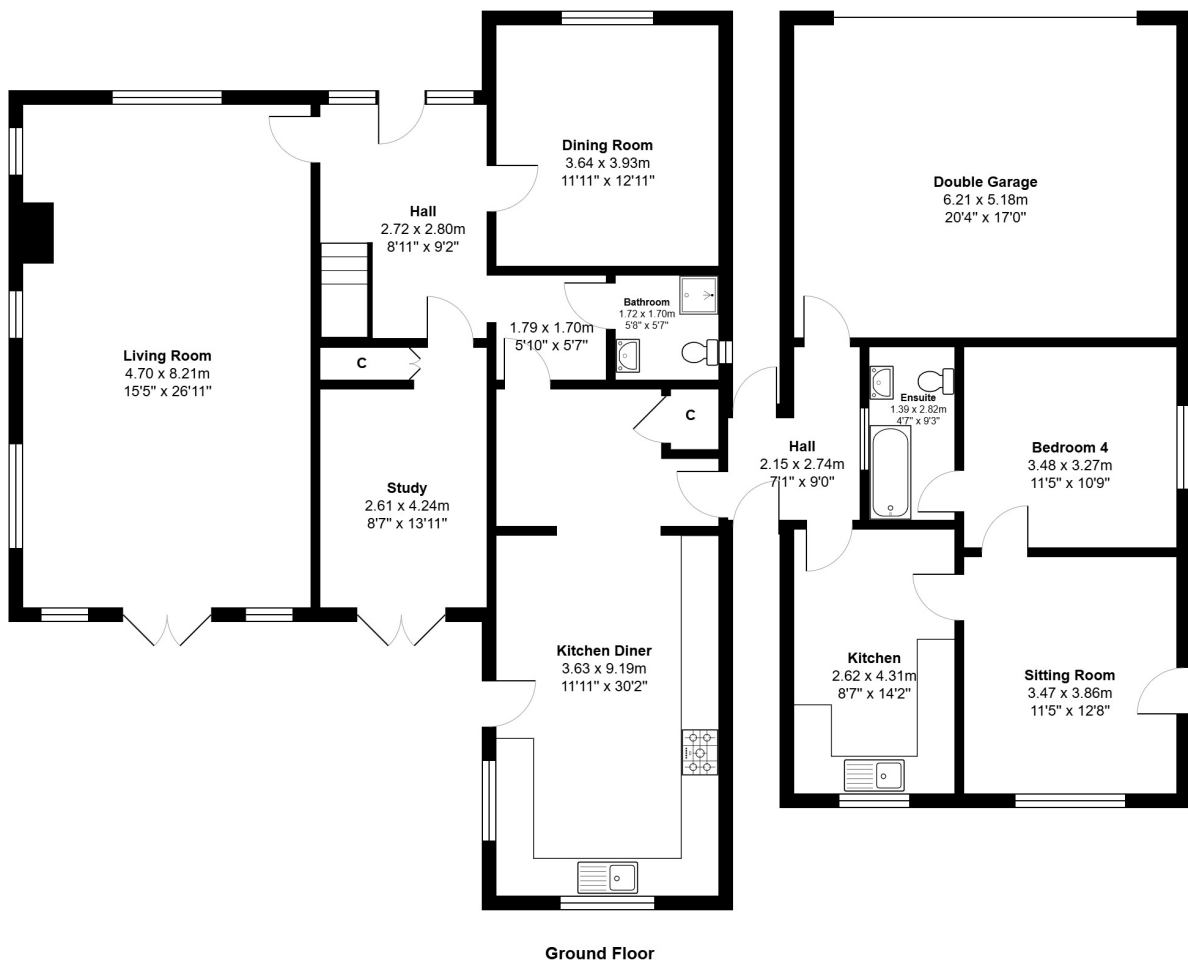 Dining Room
3.64 x 3.93m
11'11" x 12'11"
Double Garage
6.21 x 5.18m
20'4" x 17'0"
Hall
2.72 x 2.80m
8'11" x 9'2"
Bathroom
1.72 x 1.70m
5'8" x 5'7"
1.79 x 1.70m
5'10" x 5'7"
Living Room
4.70 x 8.21m
15'5" x 26'11"
C
C
Ensuite
1.39 x 2.82m
4'7" x 9'3"
Hall
2.15 x 2.74m
7'1" x 9'0"
Bedroom 4
3.48 x 3.27m
11'5" x 10'9"
Study
2.61 x 4.24m
8'7" x 13'11"
Kitchen Diner
3.63 x 9.19m
11'11" x 30'2"
Kitchen
2.62 x 4.31m
8'7" x 14'2"
Sitting Room
3.47 x 3.86m
11'5" x 12'8"
Ground Floor